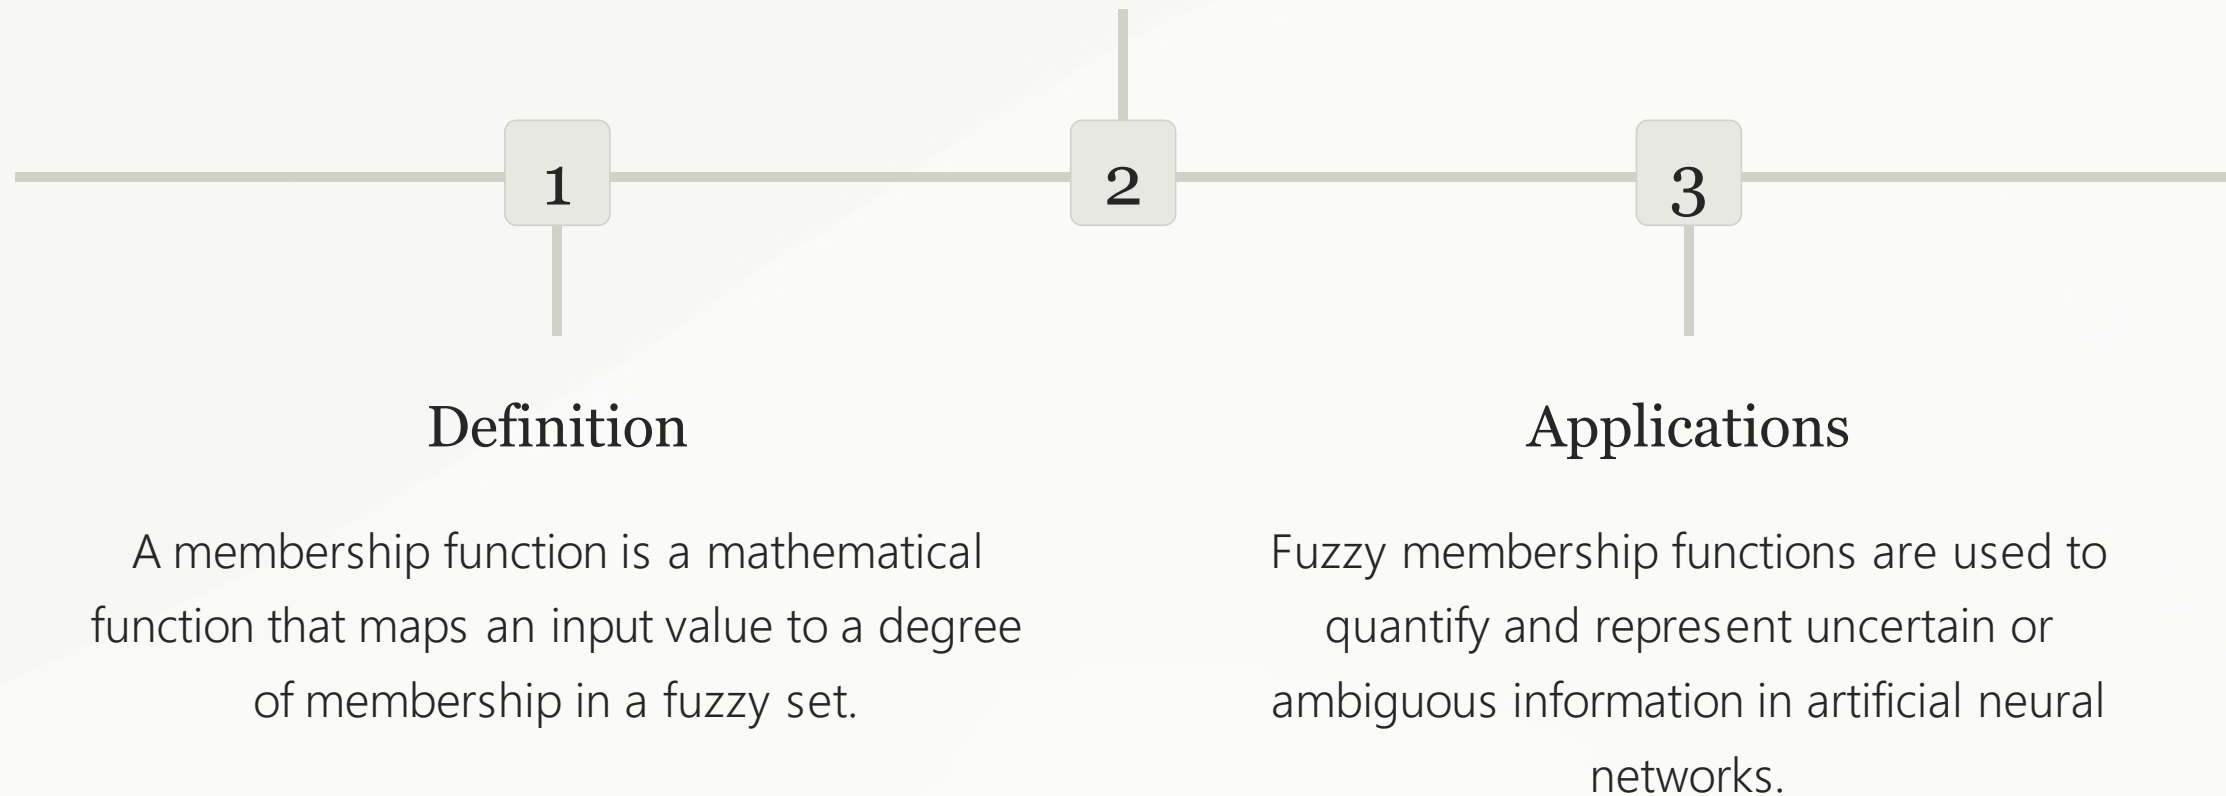 1
2
3
Definition
A membership function is a mathematical
function that maps an input value to a degree
of membership in a fuzzy set.
Applications
Fuzzy membership functions are used to
quantify and represent uncertain or
ambiguous information in artificial neural
networks.